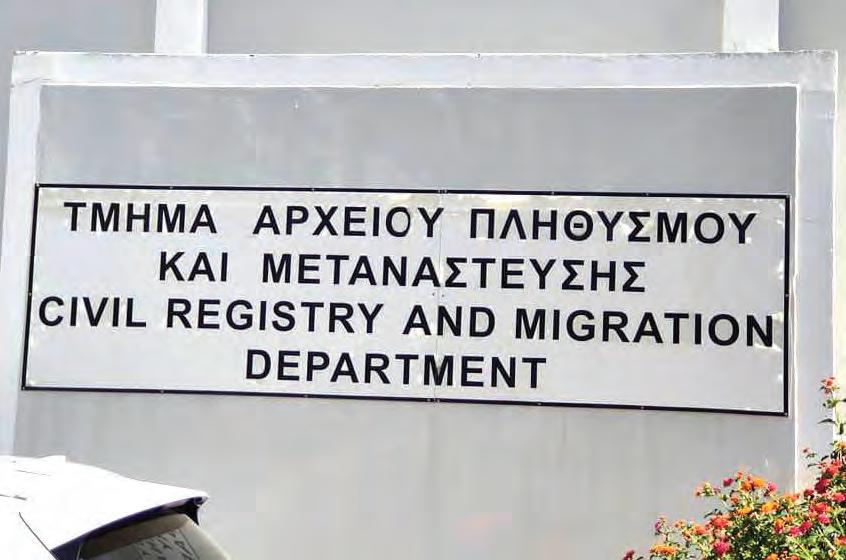 ΤΜΗΜΑ ΑΡΧΕΙΟΥ ΠΛΗΘΥΣΜΟΥ
ΚΑΙ ΜΕΤΑΝΑΣΤΕΥΣΗΣ
CIVIL REGISTRY AND MIGRATION
DEPARTMENT